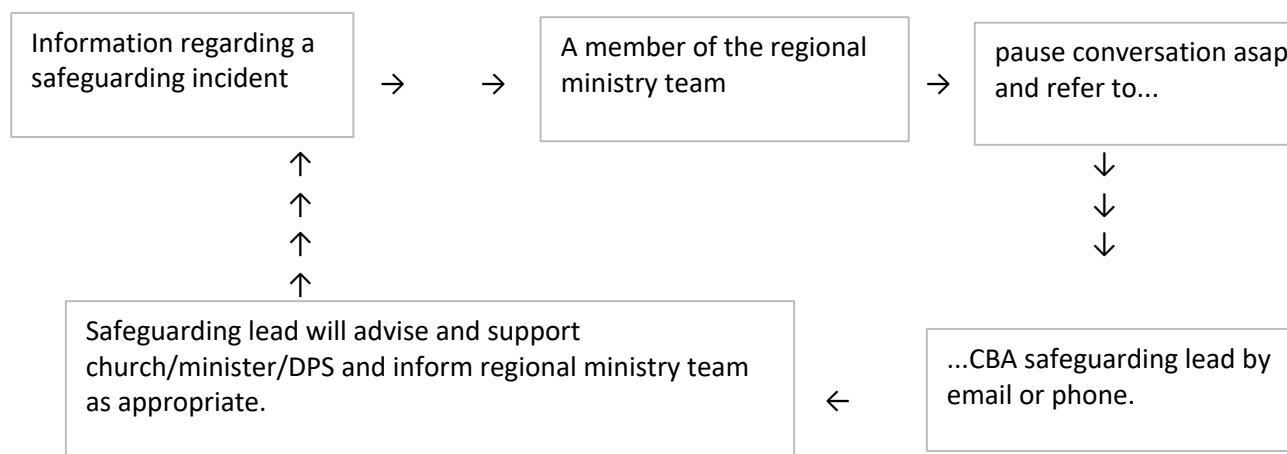 Information regarding a
safeguarding incident
→ →
A member of the regional
ministry team
→
pause conversation asap
and refer to...
↓
↓
↓
...CBA safeguarding lead by
email or phone.
←
Safeguarding lead will advise and support
church/minister/DPS and inform regional ministry team
as appropriate.
↑
↑
↑
↑